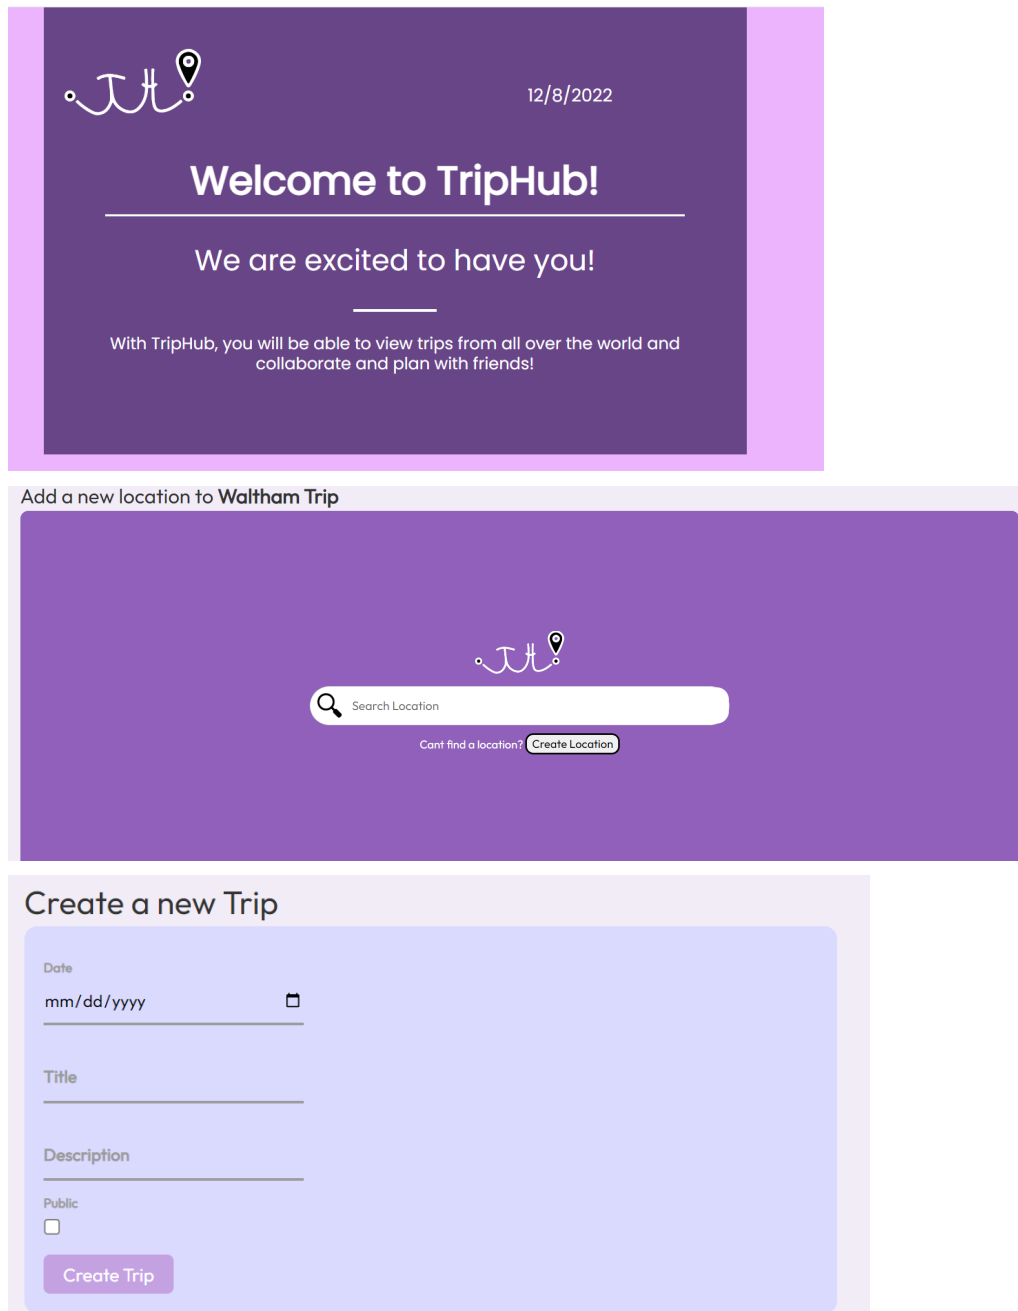 TH
12/8/2022
Welcome to TripHub!
We are excited to have you!
With TripHub, you will be able to view trips from all over the world and
collaborate and plan with friends!
Add a new location to Waltham Trip
TH
Search Location
Cant find a location? Create Location
Create a new Trip
Date
mm/dd/yyyy
Title
Description
Public
Create Trip